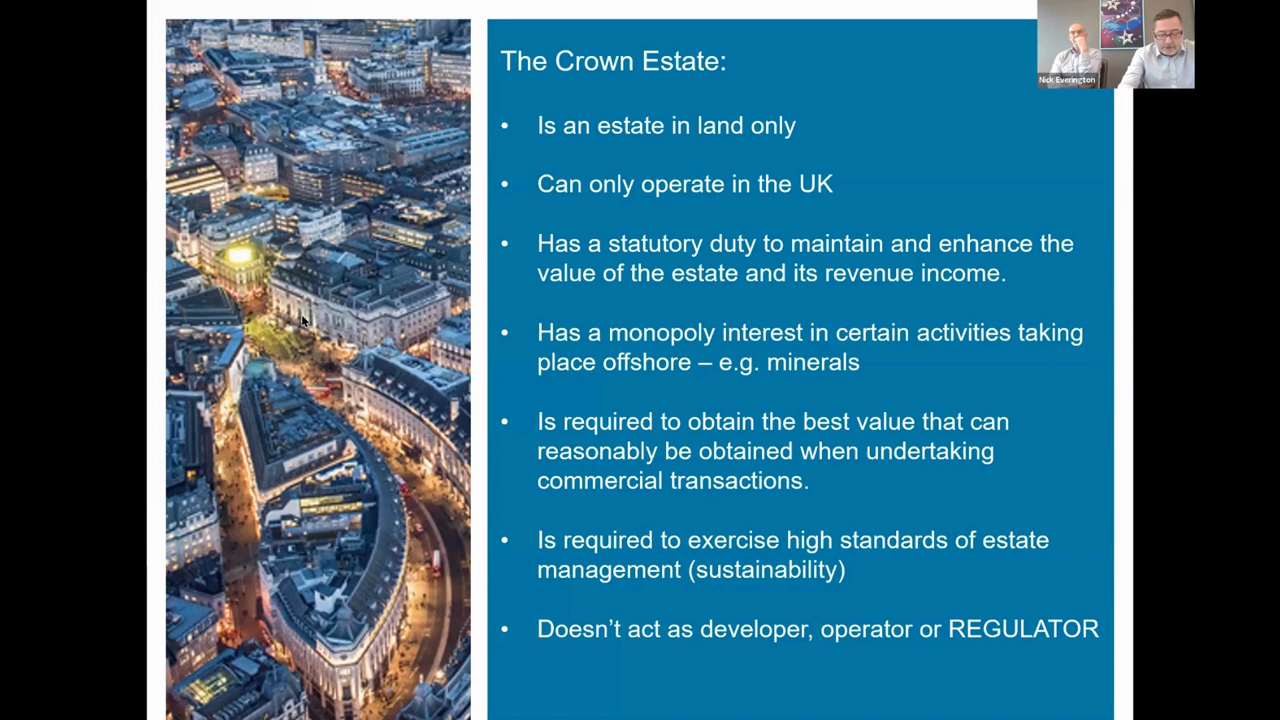 The Crown Estate:
• Is an estate in land only
• Can only operate in the UK
• Has a statutory duty to maintain and enhance the
value of the estate and its revenue income.
• Has a monopoly interest in certain activities taking
place offshore – e.g. minerals
• Is required to obtain the best value that can
reasonably be obtained when undertaking
commercial transactions.
• Is required to exercise high standards of estate
management (sustainability)
• Doesn’t act as developer, operator or REGULATOR
Nick Everington